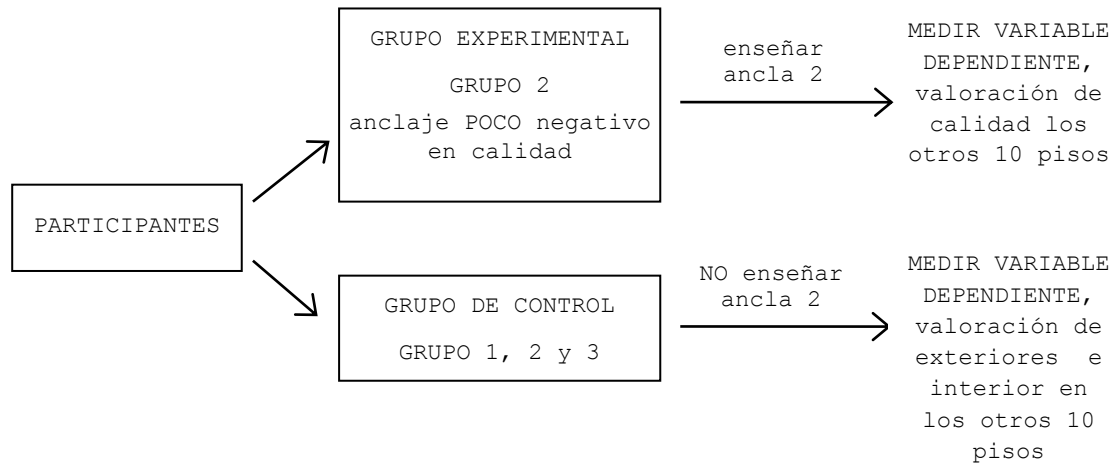 PARTICIPANTES
GRUPO EXPERIMENTAL
GRUPO 2
anclaje POCO negativo
en calidad
enseñar
ancla 2
MEDIR VARIABLE
DEPENDIENTE,
valoración de
calidad los
otros 10 pisos
GRUPO DE CONTROL
GRUPO 1, 2 y 3
NO enseñar
ancla 2
MEDIR VARIABLE
DEPENDIENTE,
valoración de
exteriores e
interior en
los otros 10
pisos